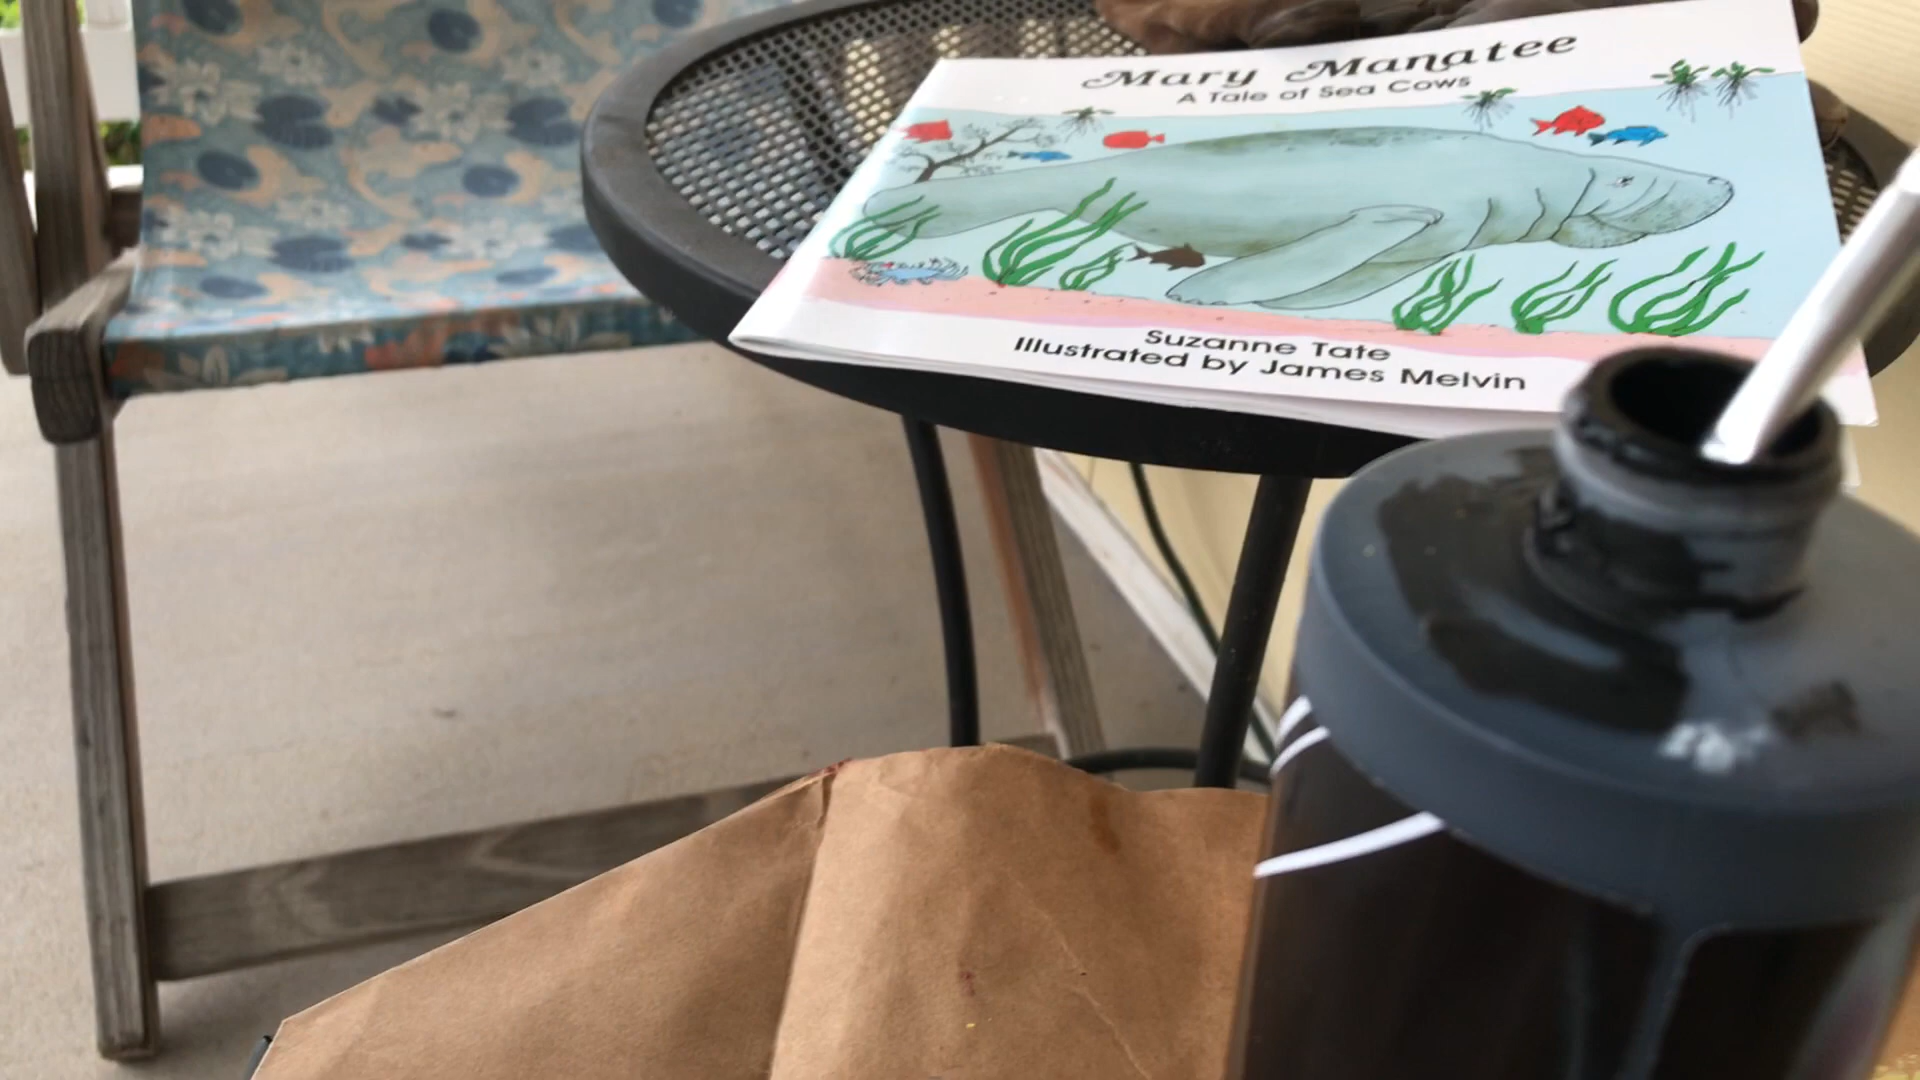 Mary Manatee
A Tale of Sea Cows
Suzanne Tate
Illustrated by James Melvin